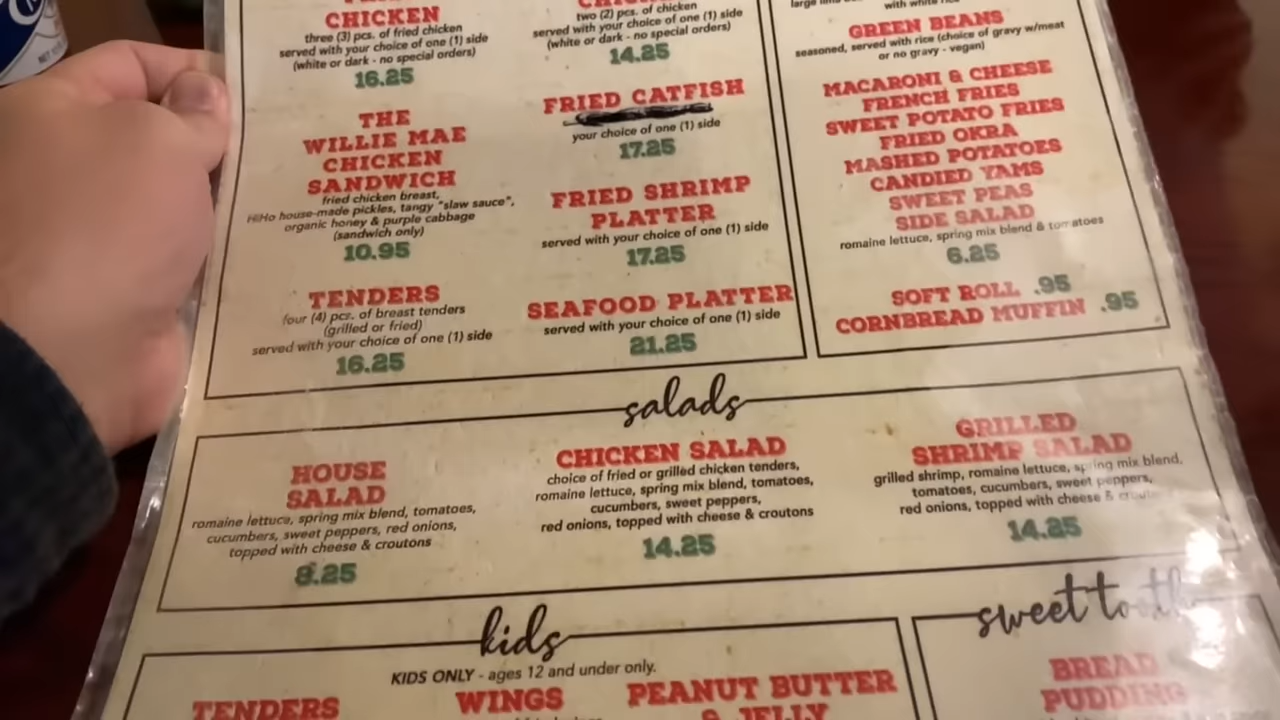 CHICKEN
three (3) pcs. of fried chicken
served with your choice of one (1) side
(white or dark - no special orders)
16.25
THE
WILLIE MAE
CHICKEN
SANDWICH
fried chicken breast,
HiHo house-made pickles, tangy "slaw sauce",
organic honey & purple cabbage
(sandwich only)
10.95
TENDERS
four (4) pcs. of breast tenders
(grilled or fried)
served with your choice of one (1) side
16.25
two (2) pcs. of chicken
served with your choice of one (1) side
(white or dark - no special orders)
14.25
FRIED CATFISH
your choice of one (1) side
17.25
FRIED SHRIMP
PLATTER
served with your choice of one (1) side
17.25
SEAFOOD PLATTER
served with your choice of one (1) side
21.25
with white
GREEN BEANS
seasoned, served with rice (choice of gravy w/meat
or no gravy - vegan)
MACARONI & CHEESE
FRENCH FRIES
SWEET POTATO FRIES
FRIED OKRA
MASHED POTATOES
CANDIED YAMS
SWEET PEAS
SIDE SALAD
romaine lettuce, spring mix blend & tomatoes
6.25
SOFT ROLL .95
CORNBREAD MUFFIN .95
salads
HOUSE
SALAD
romaine lettuce, spring mix blend, tomatoes,
cucumbers, sweet peppers, red onions,
topped with cheese & croutons
8.25
CHICKEN SALAD
choice of fried or grilled chicken tenders,
romaine lettuce, spring mix blend, tomatoes,
cucumbers, sweet peppers,
red onions, topped with cheese & croutons
14.25
GRILLED
SHRIMP SALAD
grilled shrimp, romaine lettuce, spring mix blend,
tomatoes, cucumbers, sweet peppers,
red onions, topped with cheese & croutons
14.25
kids
KIDS ONLY - ages 12 and under only.
TENDERS
WINGS
PEANUT BUTTER
& JELLY
sweet tooth
BREAD
PUDDING